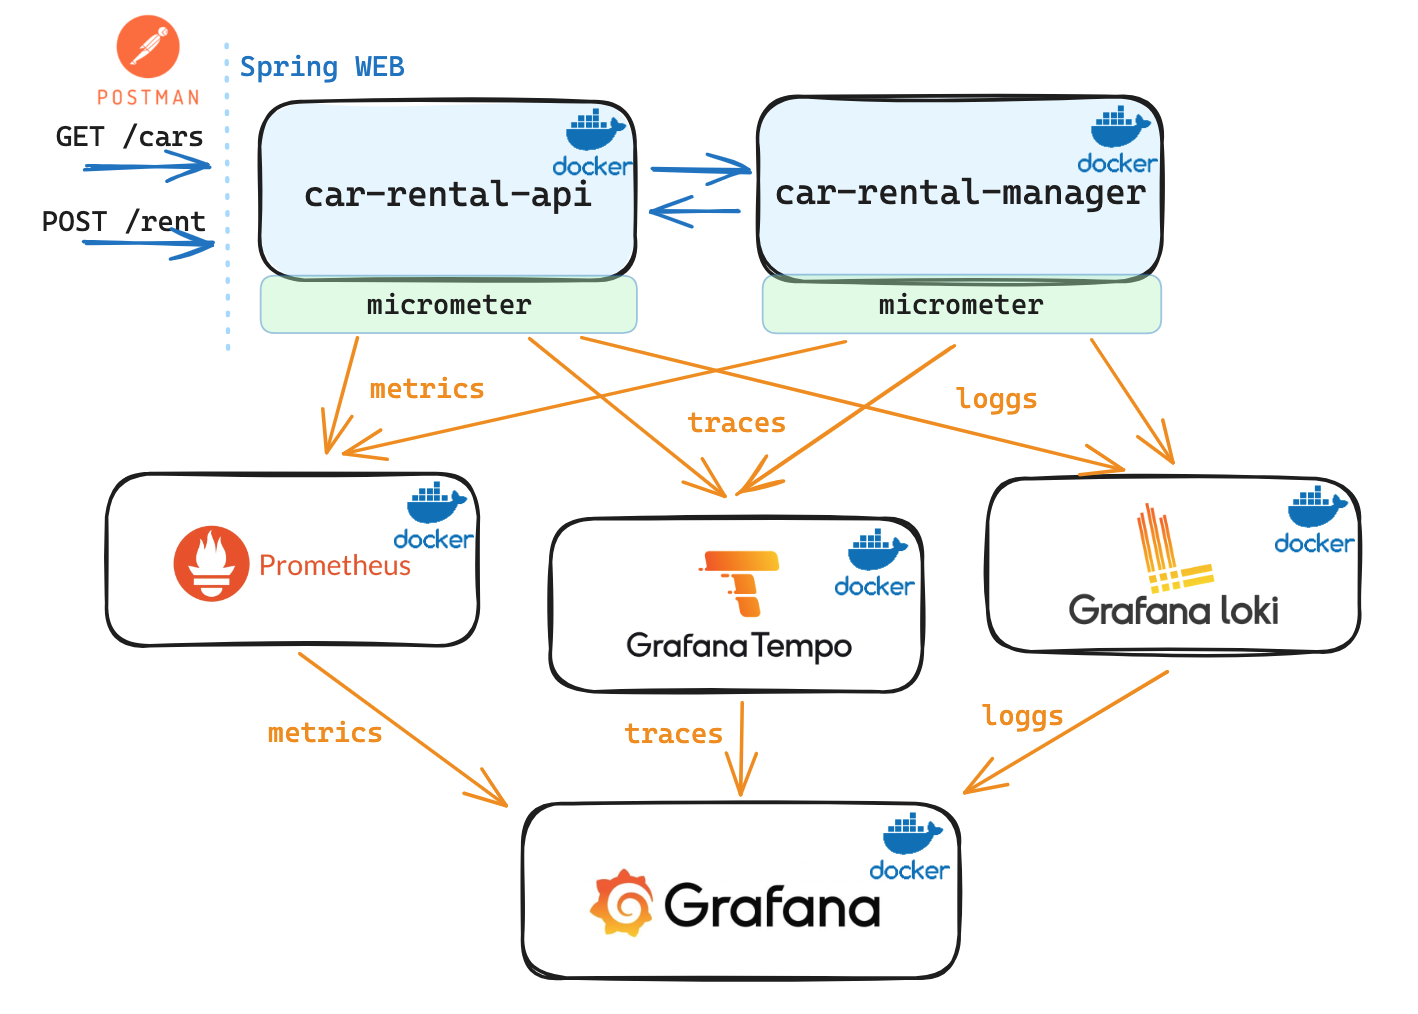 POSTMAN
Spring WEB
GET /cars
POST /rent
docker
car-rental-api
docker
car-rental-manager
micrometer
micrometer
metrics
traces
loggs
docker
Prometheus
docker
Grafana Tempo
docker
Grafana loki
metrics
traces
loggs
docker
Grafana